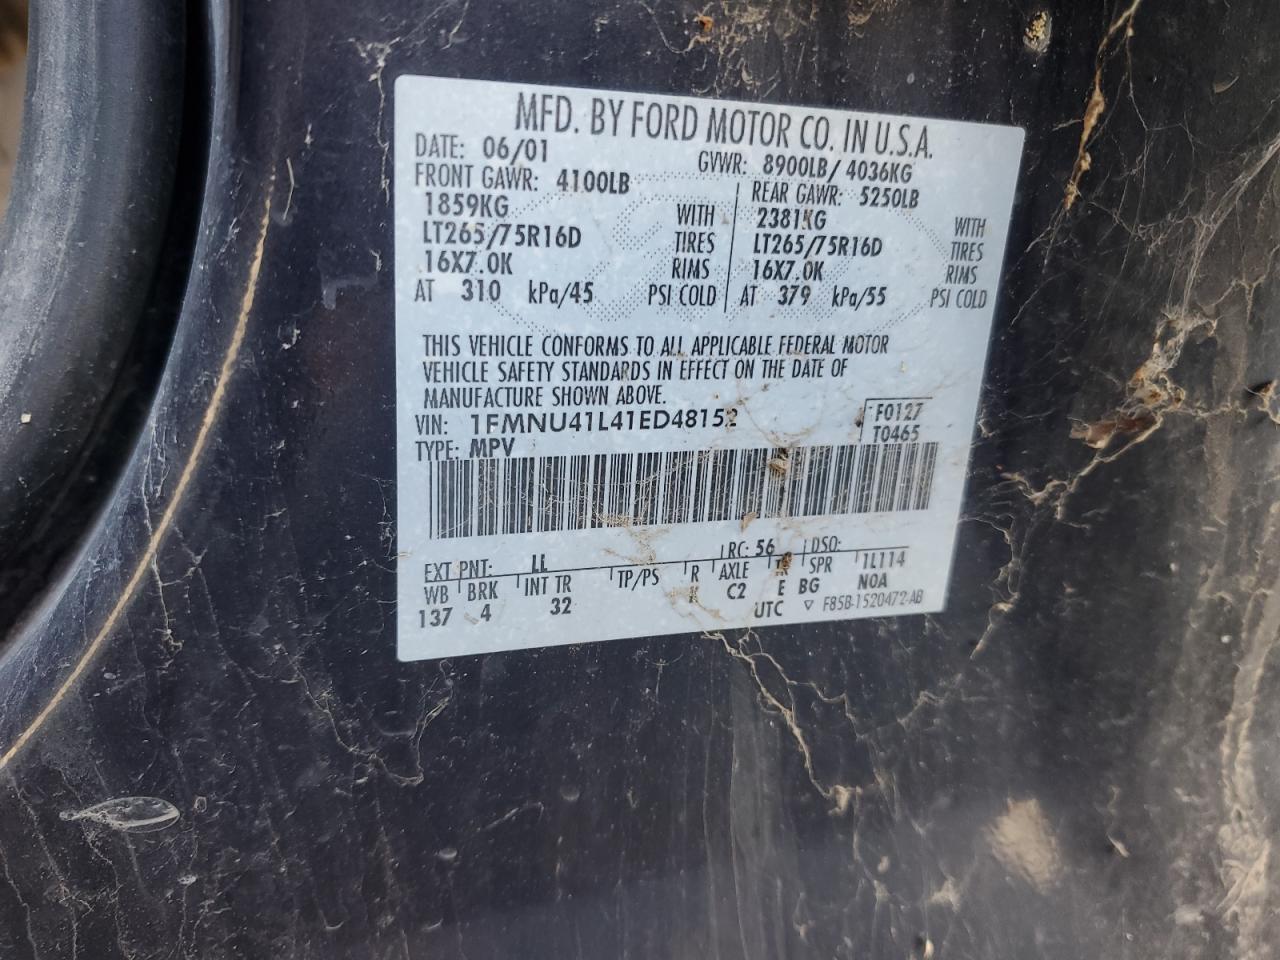 MFD. BY FORD MOTOR CO. IN U.S.A.
DATE: 06/01 GVWR: 8900LB/ 4036KG
FRONT GAWR: 4100LB REAR GAWR: 5250LB
1859KG WITH 2381KG WITH
LT265/75R16D TIRES LT265/75R16D TIRES
16X7.0K RIMS 16X7.0K RIMS
AT 310 kPa/45 PSI COLD AT 379 kPa/55 PSI COLD
THIS VEHICLE CONFORMS TO ALL APPLICABLE FEDERAL MOTOR
VEHICLE SAFETY STANDARDS IN EFFECT ON THE DATE OF
MANUFACTURE SHOWN ABOVE.
VIN: 1FMNU41L41ED48152 F0127
TYPE: MPV T0465
EXT PNT: LL RC: 56 DSO:
WB BRK INT TR TP/PS R AXLE TR SPR 1L114
137 4 32 C2 E BG N0A
UTC ▽ F85B-1520472-AB